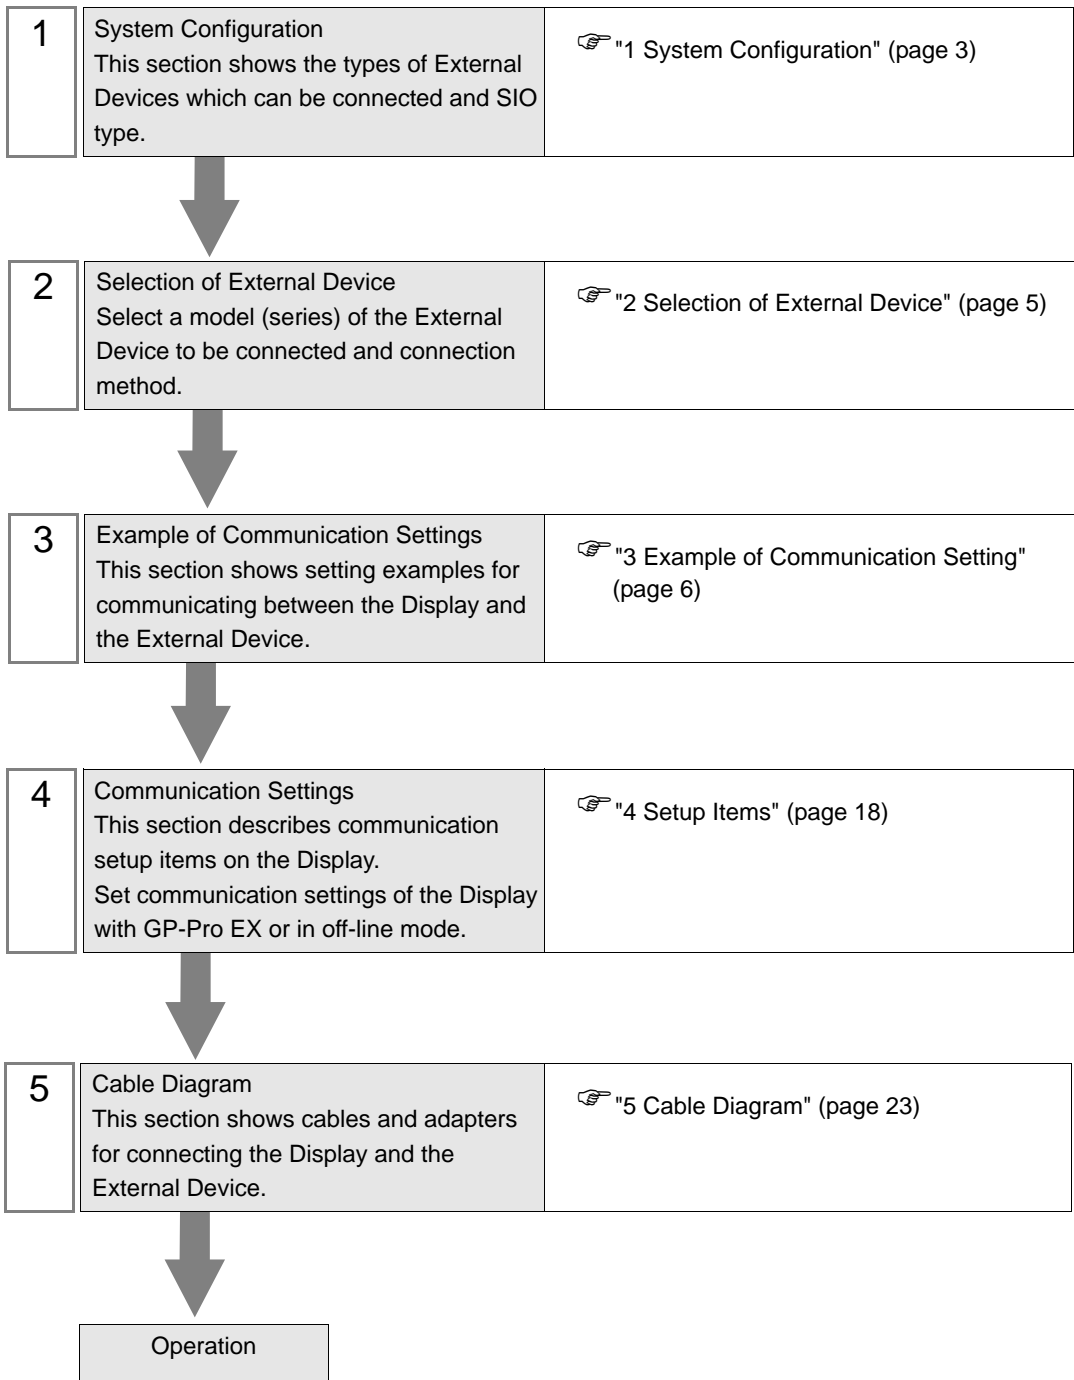 1
System Configuration
This section shows the types of External
Devices which can be connected and SIO
type.
"1 System Configuration" (page 3)
2
Selection of External Device
Select a model (series) of the External
Device to be connected and connection
method.
"2 Selection of External Device" (page 5)
3
Example of Communication Settings
This section shows setting examples for
communicating between the Display and
the External Device.
"3 Example of Communication Setting"
(page 6)
4
Communication Settings
This section describes communication
setup items on the Display.
Set communication settings of the Display
with GP-Pro EX or in off-line mode.
"4 Setup Items" (page 18)
5
Cable Diagram
This section shows cables and adapters
for connecting the Display and the
External Device.
"5 Cable Diagram" (page 23)
Operation